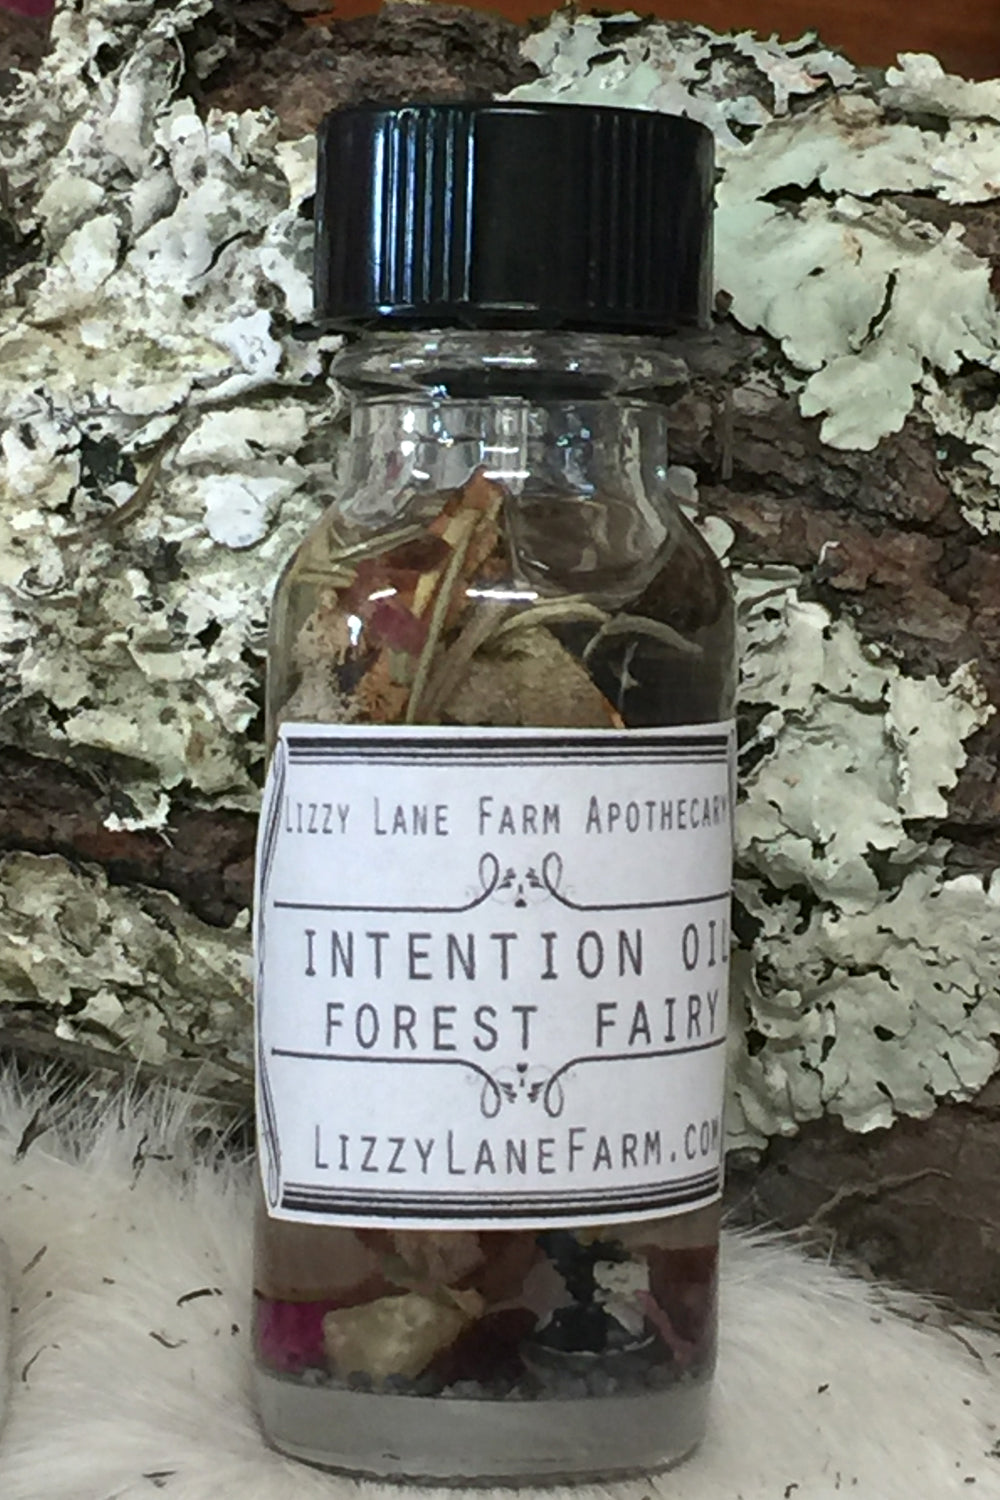 Lizzy Lane Farm Apothecary
INTENTION OIL
FOREST FAIRY
LizzyLaneFarm.com